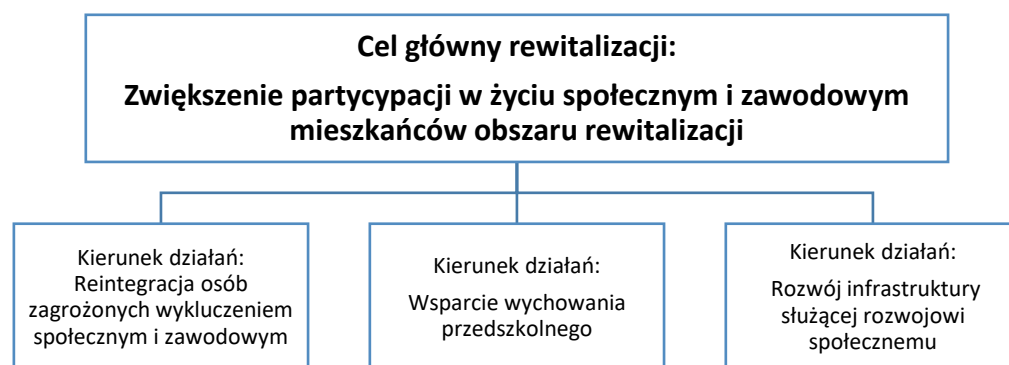 Cel główny rewitalizacji:
Zwiększenie partycypacji w życiu społecznym i zawodowym
mieszkańców obszaru rewitalizacji
Kierunek działań:
Reintegracja osób
zagrożonych wykluczeniem
społecznym i zawodowym
Kierunek działań:
Wsparcie wychowania
przedszkolnego
Kierunek działań:
Rozwój infrastruktury
służącej rozwojowi
społecznemu